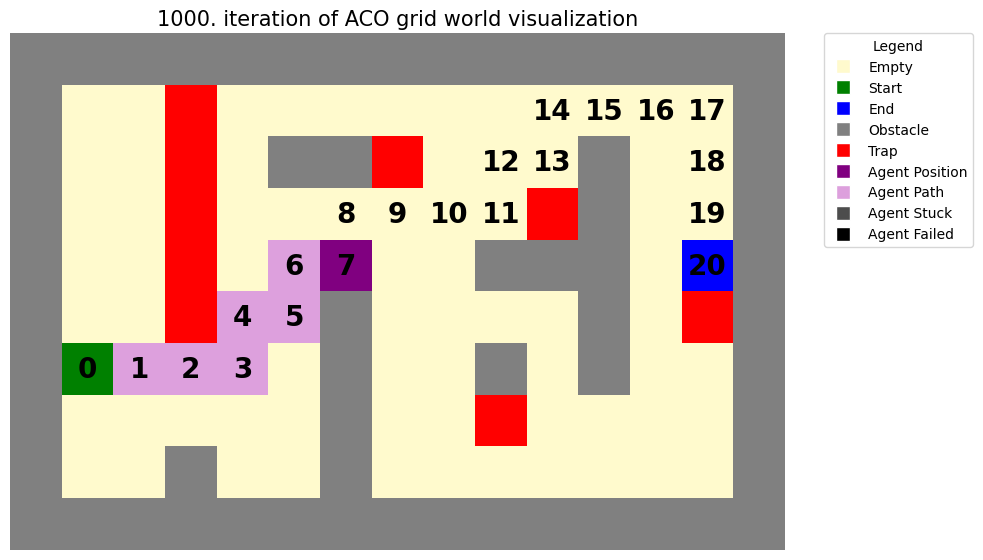 1000. iteration of ACO grid world visualization
Legend
Empty
Start
End
Obstacle
Trap
Agent Position
Agent Path
Agent Stuck
Agent Failed
14 15 16 17
12 13 18
8 9 10 11 19
6 7 20
4 5
0 1 2 3